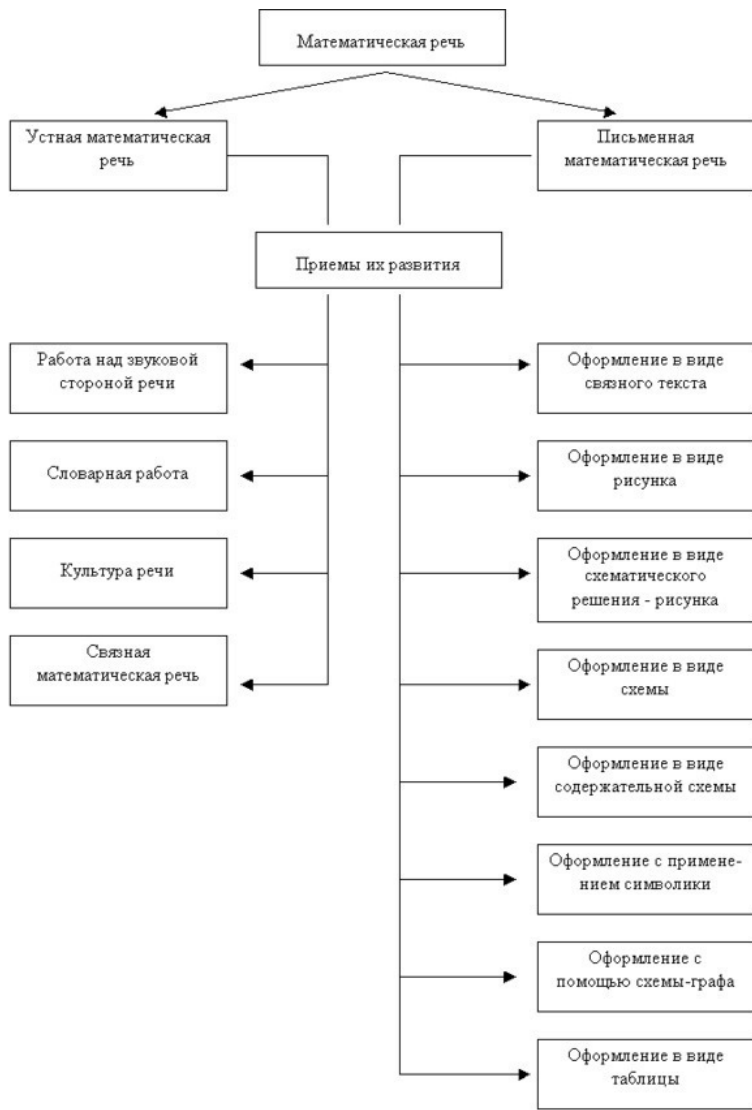 Математическая речь
Устная математическая
речь
Письменная
математическая речь
Приемы их развития
Работа над звуковой
стороной речи
Словарная работа
Культура речи
Связная
математическая речь
Оформление в виде
связного текста
Оформление в виде
рисунка
Оформление в виде
схематического
решения - рисунка
Оформление в виде
схемы
Оформление в виде
содержательной схемы
Оформление с примене-
нием символики
Оформление с
помощью схемы-графа
Оформление в виде
таблицы